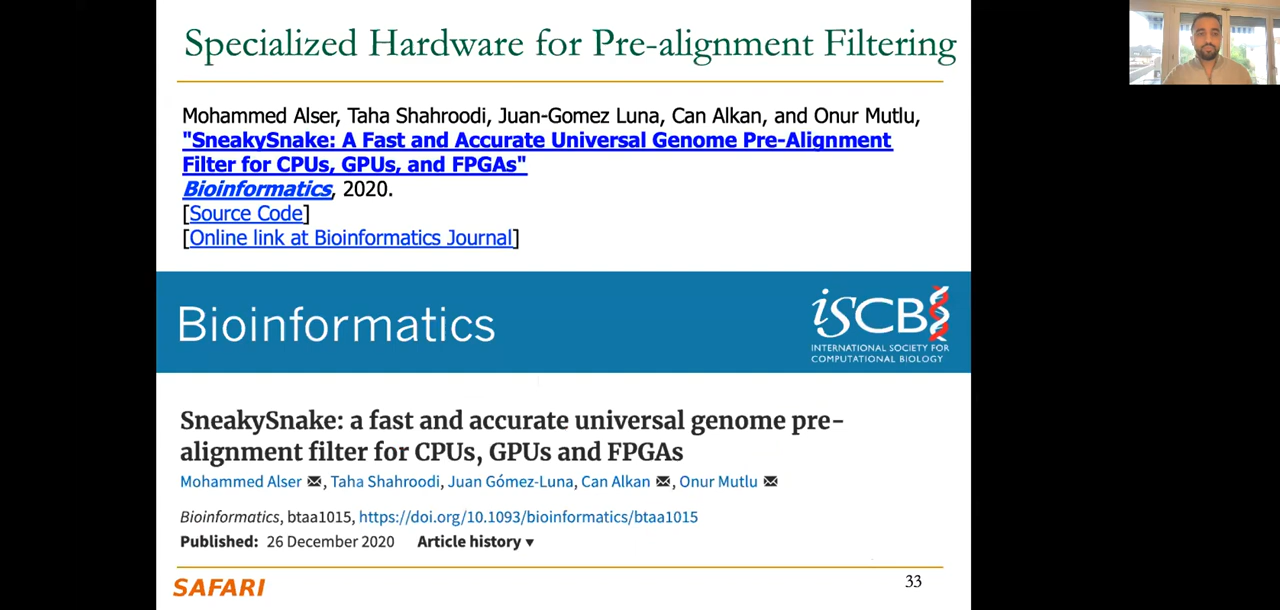 Specialized Hardware for Pre-alignment Filtering
Mohammed Alser, Taha Shahroodi, Juan-Gomez Luna, Can Alkan, and Onur Mutlu,
"SneakySnake: A Fast and Accurate Universal Genome Pre-Alignment
Filter for CPUs, GPUs, and FPGAs"
Bioinformatics, 2020.
[Source Code]
[Online link at Bioinformatics Journal]
Bioinformatics
iSCB
INTERNATIONAL SOCIETY FOR
COMPUTATIONAL BIOLOGY
SneakySnake: a fast and accurate universal genome pre-
alignment filter for CPUs, GPUs and FPGAs
Mohammed Alser, Taha Shahroodi, Juan Gómez-Luna, Can Alkan, Onur Mutlu
Bioinformatics, btaa1015, https://doi.org/10.1093/bioinformatics/btaa1015
Published: 26 December 2020 Article history ▾
SAFARI
33